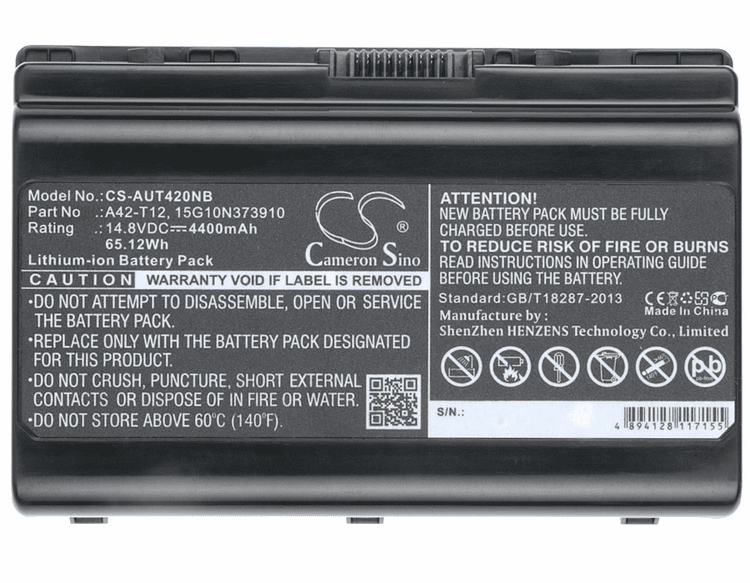 Model No.:CS-AUT420NB
Part No :A42-T12, 15G10N373910
Rating :14.8VDC⎓4400mAh
65.12Wh
Lithium-ion Battery Pack
CS®
Cameron Sino
CAUTION WARRANTY VOID IF LABEL IS REMOVED
•DO NOT ATTEMPT TO DISASSEMBLE, OPEN OR SERVICE
THE BATTERY PACK.
•REPLACE ONLY WITH THE BATTERY PACK DESIGNATED
FOR THIS PRODUCT.
•DO NOT CRUSH, PUNCTURE, SHORT EXTERNAL
CONTACTS OR DISPOSE OF IN FIRE OR WATER.
•DO NOT STORE ABOVE 60°C (140°F).
NEW BATTERY PACK MUST BE FULLY
CHARGED BEFORE USE.
TO REDUCE RISK OF FIRE OR BURNS
READ INSTRUCTIONS IN OPERATING GUIDE
BEFORE USING THE BATTERY.
Standard:GB/T18287-2013
CE
Made In China
Manufacture by :
ShenZhen HENZENS Technology Co., Limited
Pb
S/N.:
4 894128 117155